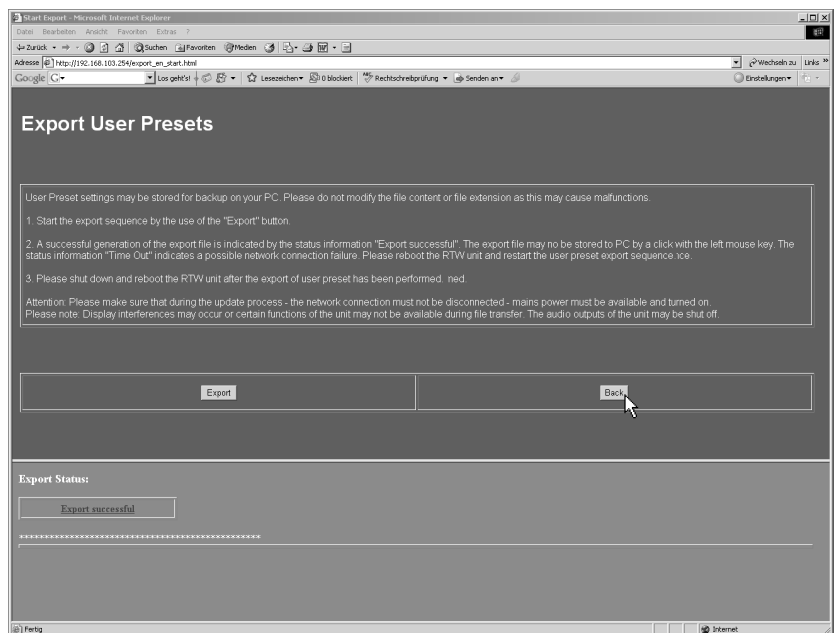 Start Export - Microsoft Internet Explorer
Datei Bearbeiten Ansicht Favoriten Extras ?
Zurück Suchen Favoriten Medien
Adresse http://192.168.103.254/export_en_start.html Wechseln zu Links »
Google G Los geht's! Lesezeichen 0 blockiert Rechtschreibprüfung Senden an Einstellungen
Export User Presets
User Preset settings may be stored for backup on your PC. Please do not modify the file content or file extension as this may cause malfunctions.
1. Start the export sequence by the use of the "Export" button.
2. A successful generation of the export file is indicated by the status information "Export successful". The export file may no be stored to PC by a click with the left mouse key. The
status information "Time Out" indicates a possible network connection failure. Please reboot the RTW unit and restart the user preset export sequence.
3. Please shut down and reboot the RTW unit after the export of user preset has been performed. ned.
Attention: Please make sure that during the update process - the network connection must not be disconnected - mains power must be available and turned on.
Please note: Display interferences may occur or certain functions of the unit may not be available during file transfer. The audio outputs of the unit may be shut off.
Export Back
Export Status:
Export successful
************************************************
Fertig Internet